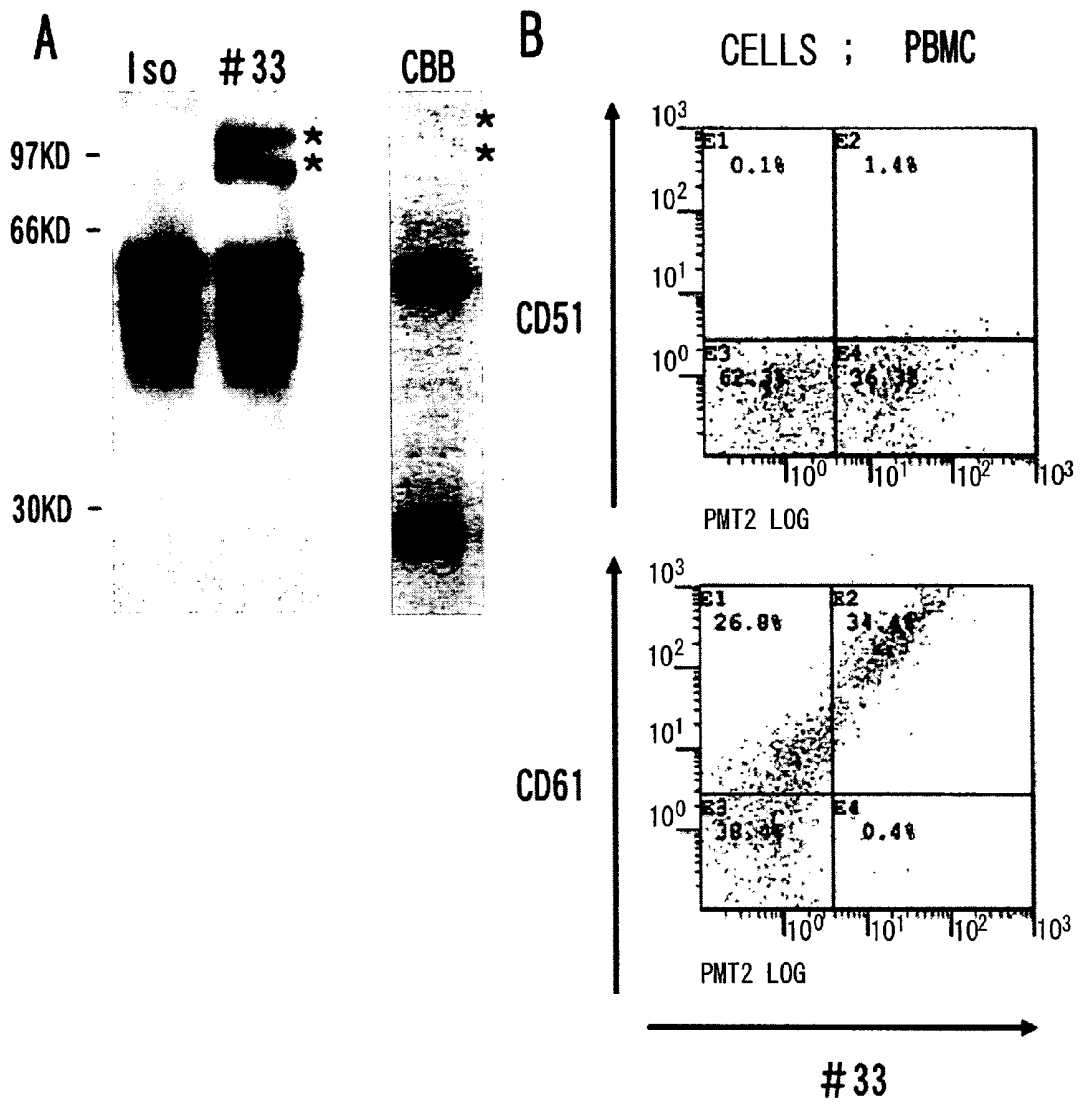 A
Iso #33
CBB
*
*
*
*
97KD -
66KD -
30KD -
B
CELLS ; PBMC
CD51
10³
10²
10¹
10⁰
E1
0.1%
E2
1.4%
E3
E4
10⁰ 10¹ 10² 10³
PMT2 LOG
CD61
10³
10²
10¹
10⁰
E1
26.8%
E2
E3
E4
0.4%
10⁰ 10¹ 10² 10³
PMT2 LOG
#33